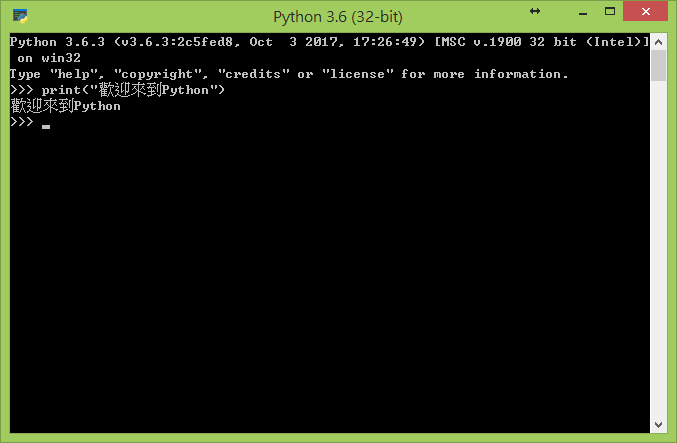 Python 3.6 (32-bit)
Python 3.6.3 (v3.6.3:2c5fed8, Oct  3 2017, 17:26:49) [MSC v.1900 32 bit (Intel)]
 on win32
Type "help", "copyright", "credits" or "license" for more information.
>>> print("歡迎來到Python")
歡迎來到Python
>>> _